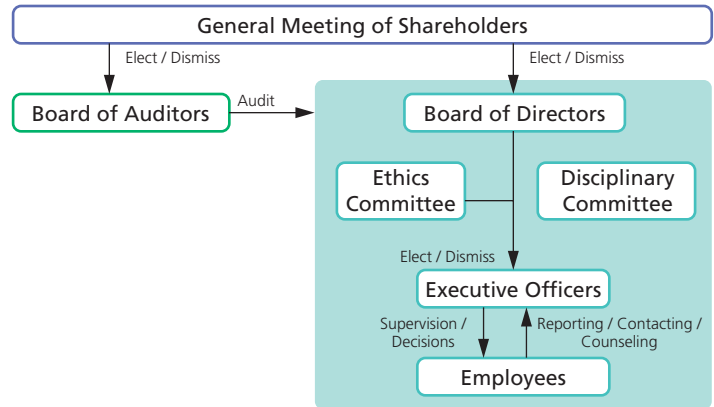 General Meeting of Shareholders
Elect / Dismiss
Elect / Dismiss
Board of Auditors
Audit
Board of Directors
Ethics
Committee
Disciplinary
Committee
Elect / Dismiss
Executive Officers
Supervision /
Decisions
Reporting / Contacting /
Counseling
Employees